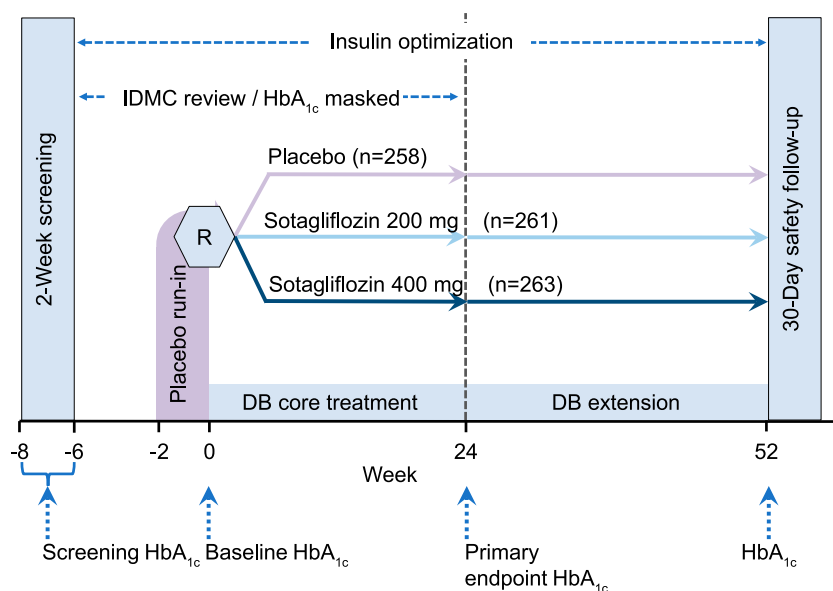 Insulin optimization
IDMC review / HbA1c masked
2-Week screening
Placebo (n=258)
R
Sotagliflozin 200 mg (n=261)
Sotagliflozin 400 mg (n=263)
Placebo run-in
30-Day safety follow-up
DB core treatment
DB extension
-8 -6 -2 0 24 52
Week
Screening HbA1c
Baseline HbA1c
Primary
endpoint HbA1c
HbA1c